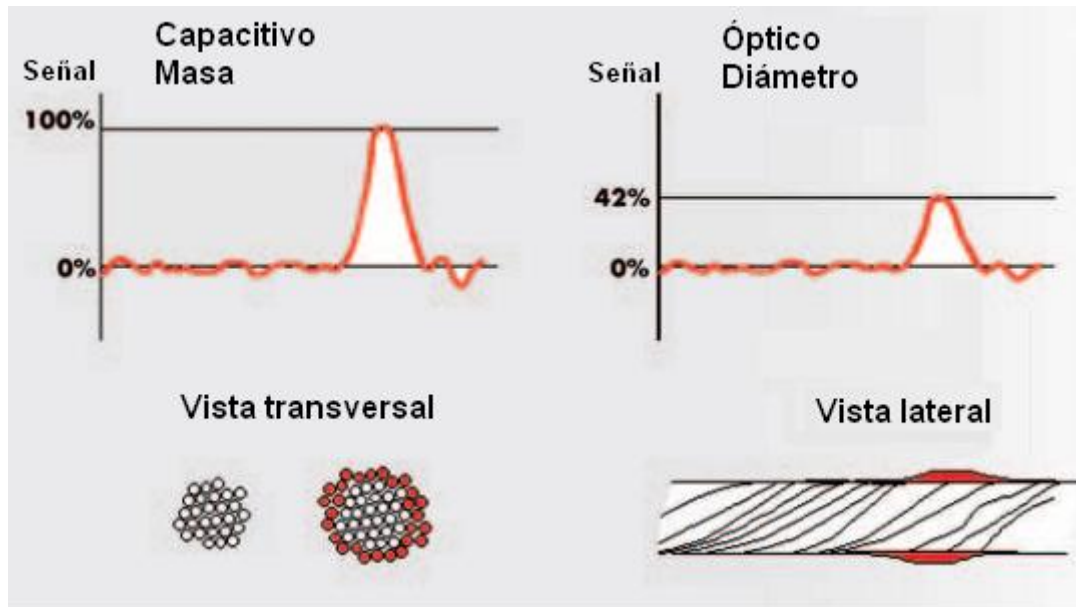 Capacitivo
Masa
Señal
100%
0%
Óptico
Diámetro
Señal
42%
0%
Vista transversal
Vista lateral